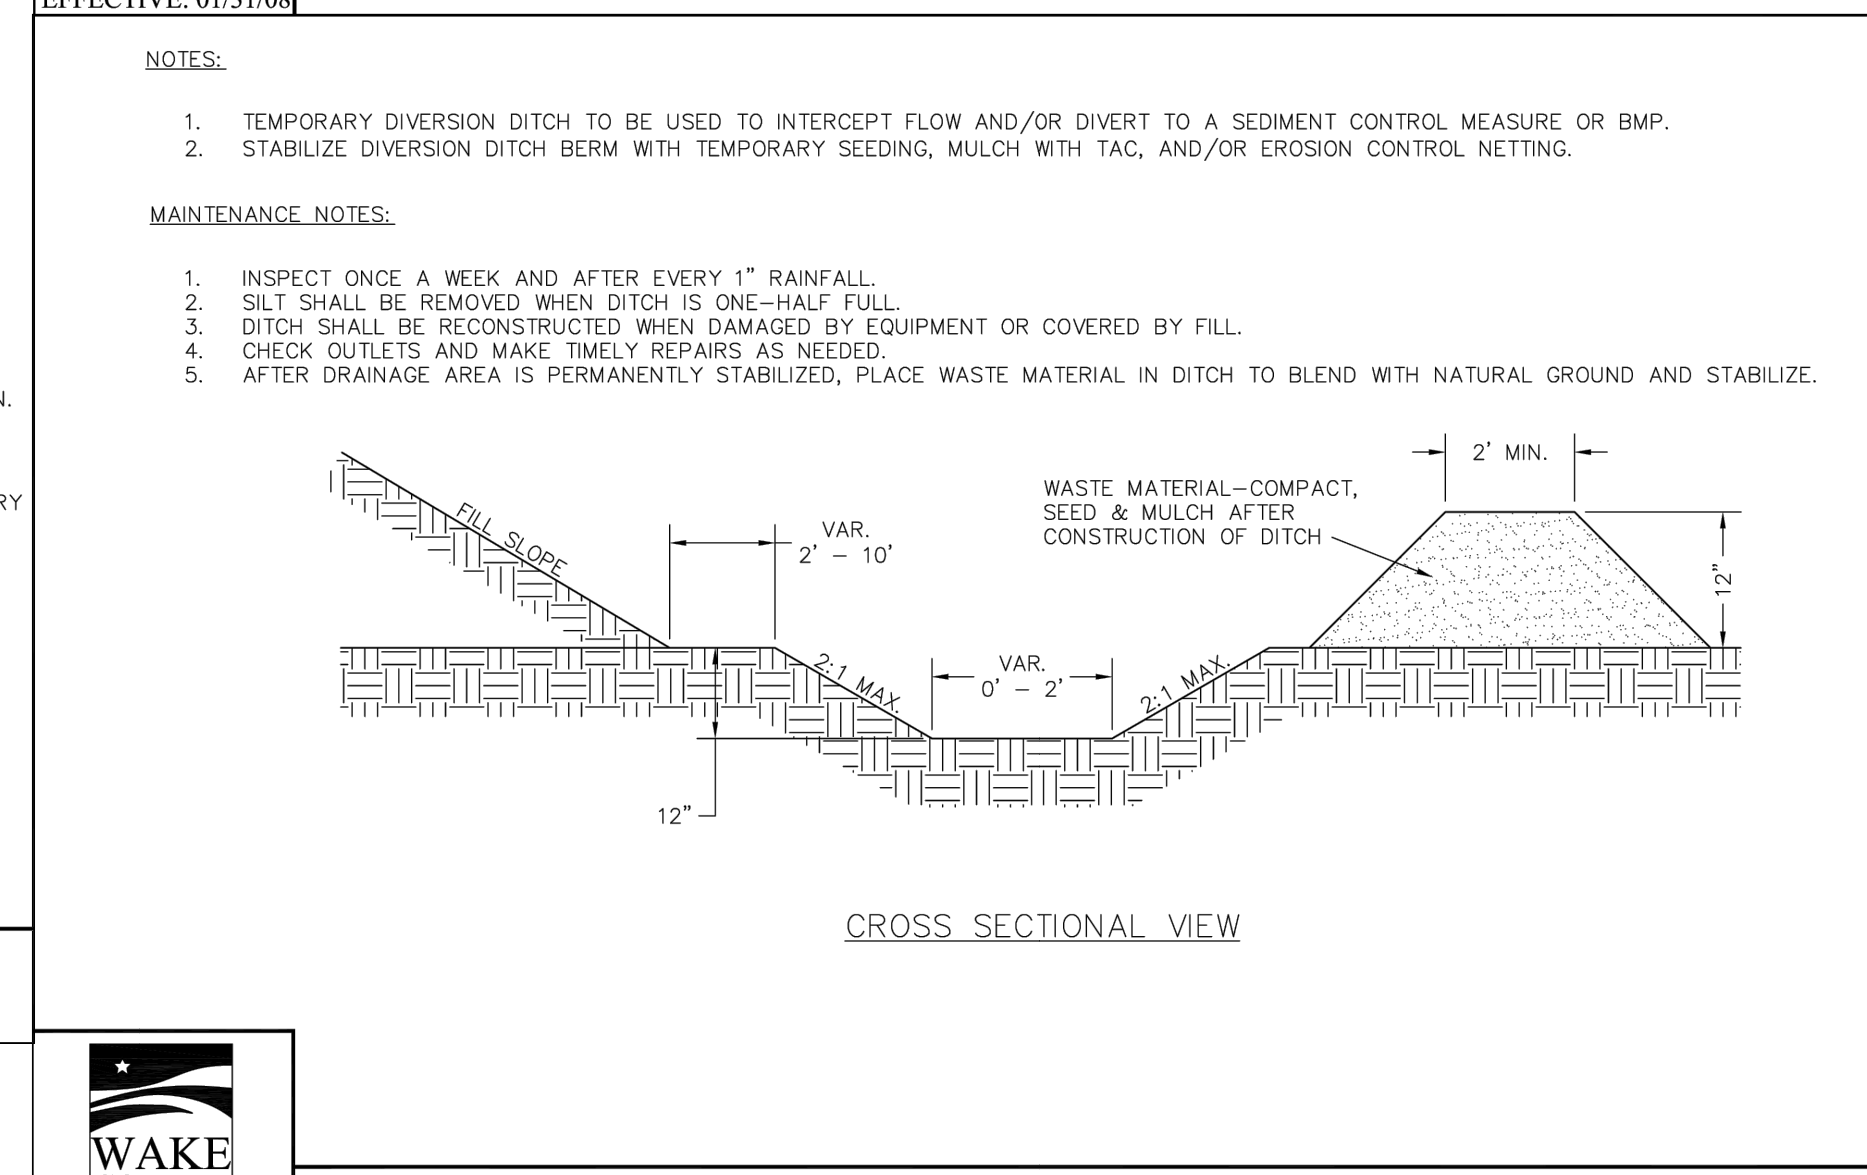 EFFECTIVE: 01/31/08
NOTES:
1. TEMPORARY DIVERSION DITCH TO BE USED TO INTERCEPT FLOW AND/OR DIVERT TO A SEDIMENT CONTROL MEASURE OR BMP.
2. STABILIZE DIVERSION DITCH BERM WITH TEMPORARY SEEDING, MULCH WITH TAC, AND/OR EROSION CONTROL NETTING.
MAINTENANCE NOTES:
1. INSPECT ONCE A WEEK AND AFTER EVERY 1” RAINFALL.
2. SILT SHALL BE REMOVED WHEN DITCH IS ONE–HALF FULL.
3. DITCH SHALL BE RECONSTRUCTED WHEN DAMAGED BY EQUIPMENT OR COVERED BY FILL.
4. CHECK OUTLETS AND MAKE TIMELY REPAIRS AS NEEDED.
5. AFTER DRAINAGE AREA IS PERMANENTLY STABILIZED, PLACE WASTE MATERIAL IN DITCH TO BLEND WITH NATURAL GROUND AND STABILIZE.
N.
RY
FILL SLOPE
VAR.
2’ – 10’
WASTE MATERIAL–COMPACT,
SEED & MULCH AFTER
CONSTRUCTION OF DITCH
2’ MIN.
12”
2:1 MAX.
VAR.
0’ – 2’
2:1 MAX.
12”
CROSS SECTIONAL VIEW
WAKE